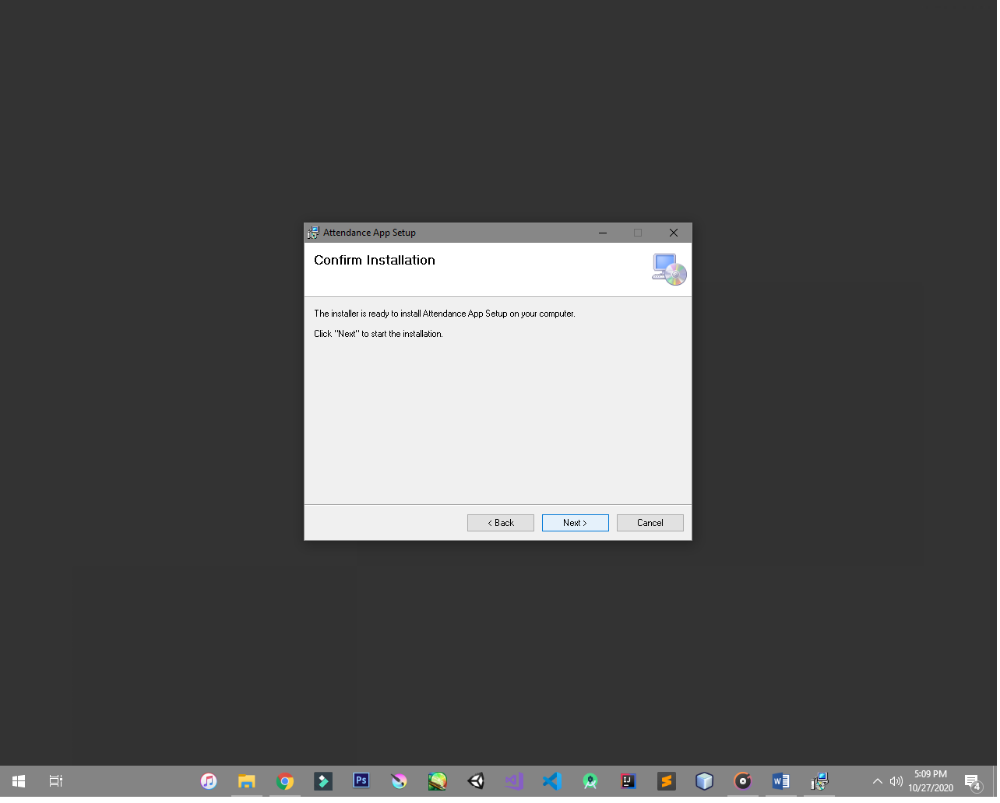 Attendance App Setup
Confirm Installation
The installer is ready to install Attendance App Setup on your computer.
Click "Next" to start the installation.
< Back
Next >
Cancel
Ps
IJ
W
5:09 PM
10/27/2020
4